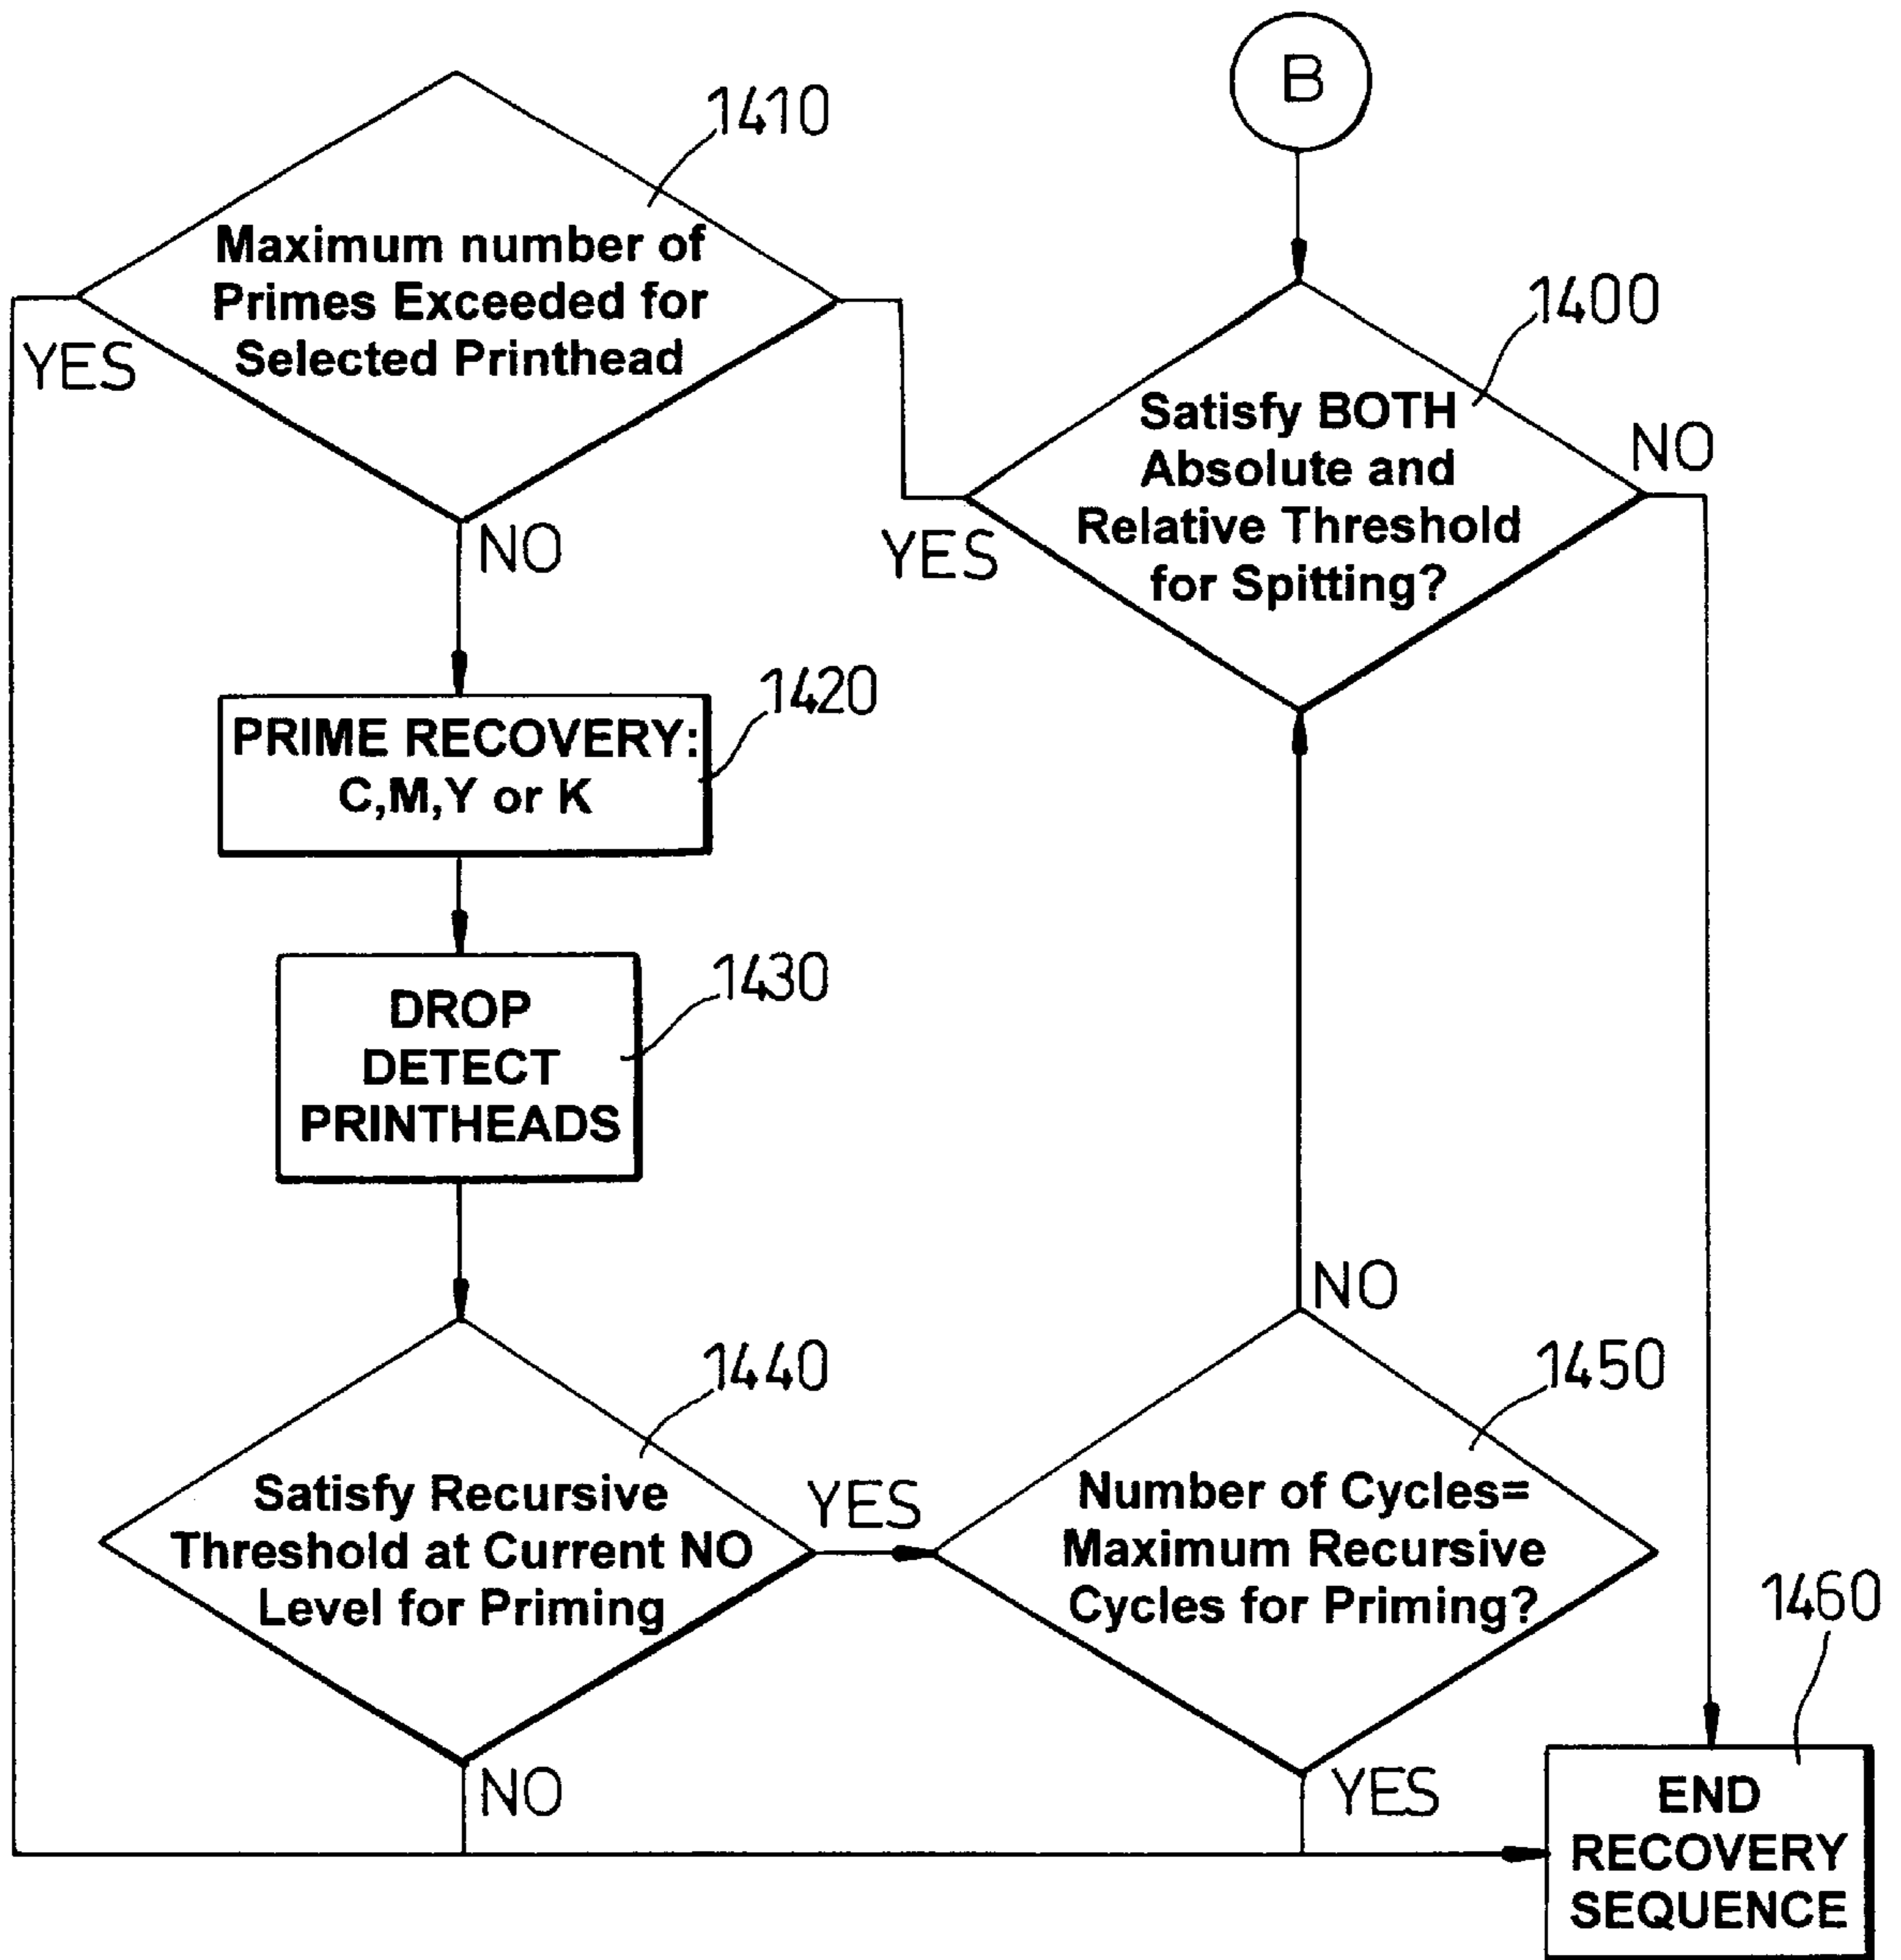 B
1410
Maximum number of
Primes Exceeded for
Selected Printhead
YES
NO
1400
Satisfy BOTH
Absolute and
Relative Threshold
for Spitting?
YES
NO
1420
PRIME RECOVERY:
C,M,Y or K
1430
DROP
DETECT
PRINTHEADS
1440
Satisfy Recursive
Threshold at Current NO
Level for Priming
YES
NO
1450
Number of Cycles=
Maximum Recursive
Cycles for Priming?
NO
YES
1460
END
RECOVERY
SEQUENCE